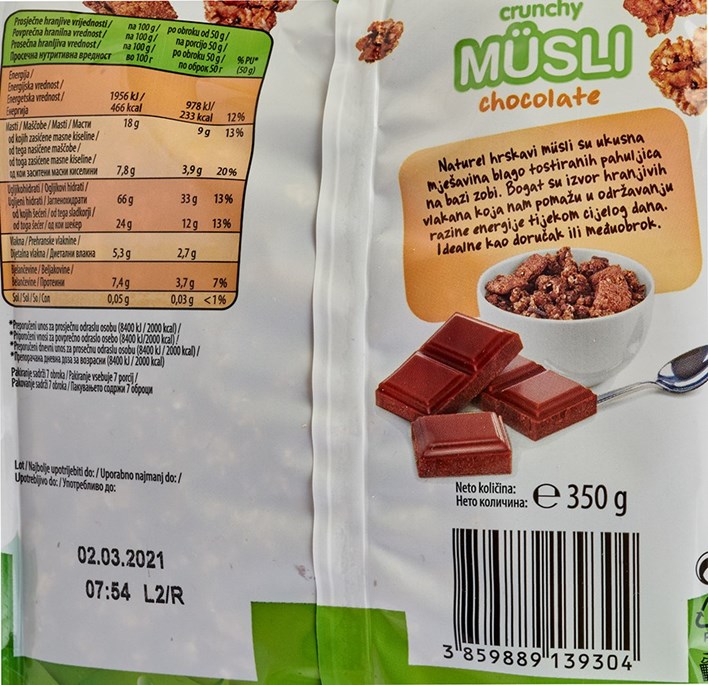 Prosječne hranjive vrijednosti/
Povprečna hranilna vrednost/
Prosečna hranljiva vrednost/
Просечна нутритивна вредност
na 100 g/
na 100 g/
na 100 g/
во 100 г
po obroku od 50 g/
na porcijo 50 g/
po obroku 50 g/
по оброк 50 г
% PU*
(50 g)
Energija/
Energijska vrednost/
Energetska vrednost/
Енергија
1956 kJ/ 978 kJ/
466 kcal 233 kcal 12%
Masti / Maščobe / Masti / Масти 18 g 9 g 13%
od kojih zasićene masne kiseline/
od tega nasičene maščobe/
od toga zasićene masne kiseline/
од кои заситени масни киселини 7,8 g 3,9 g 20%
Ugljikohidrati / Ogljikovi hidrati/
Ugljeni hidrati / Јагленохидрати 66 g 33 g 13%
od kojih šećeri / od tega sladkorji/
od toga šećer / од кои шеќер 24 g 12 g 13%
Vlakna / Prehranske vlaknine/
Dijetalna vlakna / Диетални влакна 5,3 g 2,7 g
Bjelančevine / Beljakovine/
Belančevine / Протеини 7,4 g 3,7 g 7%
Sol / Sol / So / Сол 0,05 g 0,03 g <1%
*Preporučeni unos za prosječnu odraslu osobu (8400 kJ / 2000 kcal)/
*Priporočeni vnos za povprečno odraslo osebo (8400 kJ / 2000 kcal)/
*Preporučeni dnevni unos za prosečnu odraslu osobu (8400 kJ / 2000 kcal)/
*Препорачана дневна доза за возрасни (8400 kJ / 2000 kcal)
Pakiranje sadrži 7 obroka / Pakiranje vsebuje 7 porcij/
Pakovanje sadrži 7 obroka / Пакувањето содржи 7 оброци
Lot / Najbolje upotrijebiti do: / Uporabno najmanj do:/
Upotrebljivo do: / Употребливо до:
02.03.2021
07:54 L2/R
crunchy
MÜSLI
chocolate
Naturel hrskavi müsli su ukusna
mješavina blago tostiranih pahuljica
na bazi zobi. Bogat su izvor hranjivih
vlakana koja nam pomažu u održavanju
razine energije tijekom cijelog dana.
Idealne kao doručak ili međuobrok.
Neto količina:
Нето количина: e 350 g
3 859889 139304